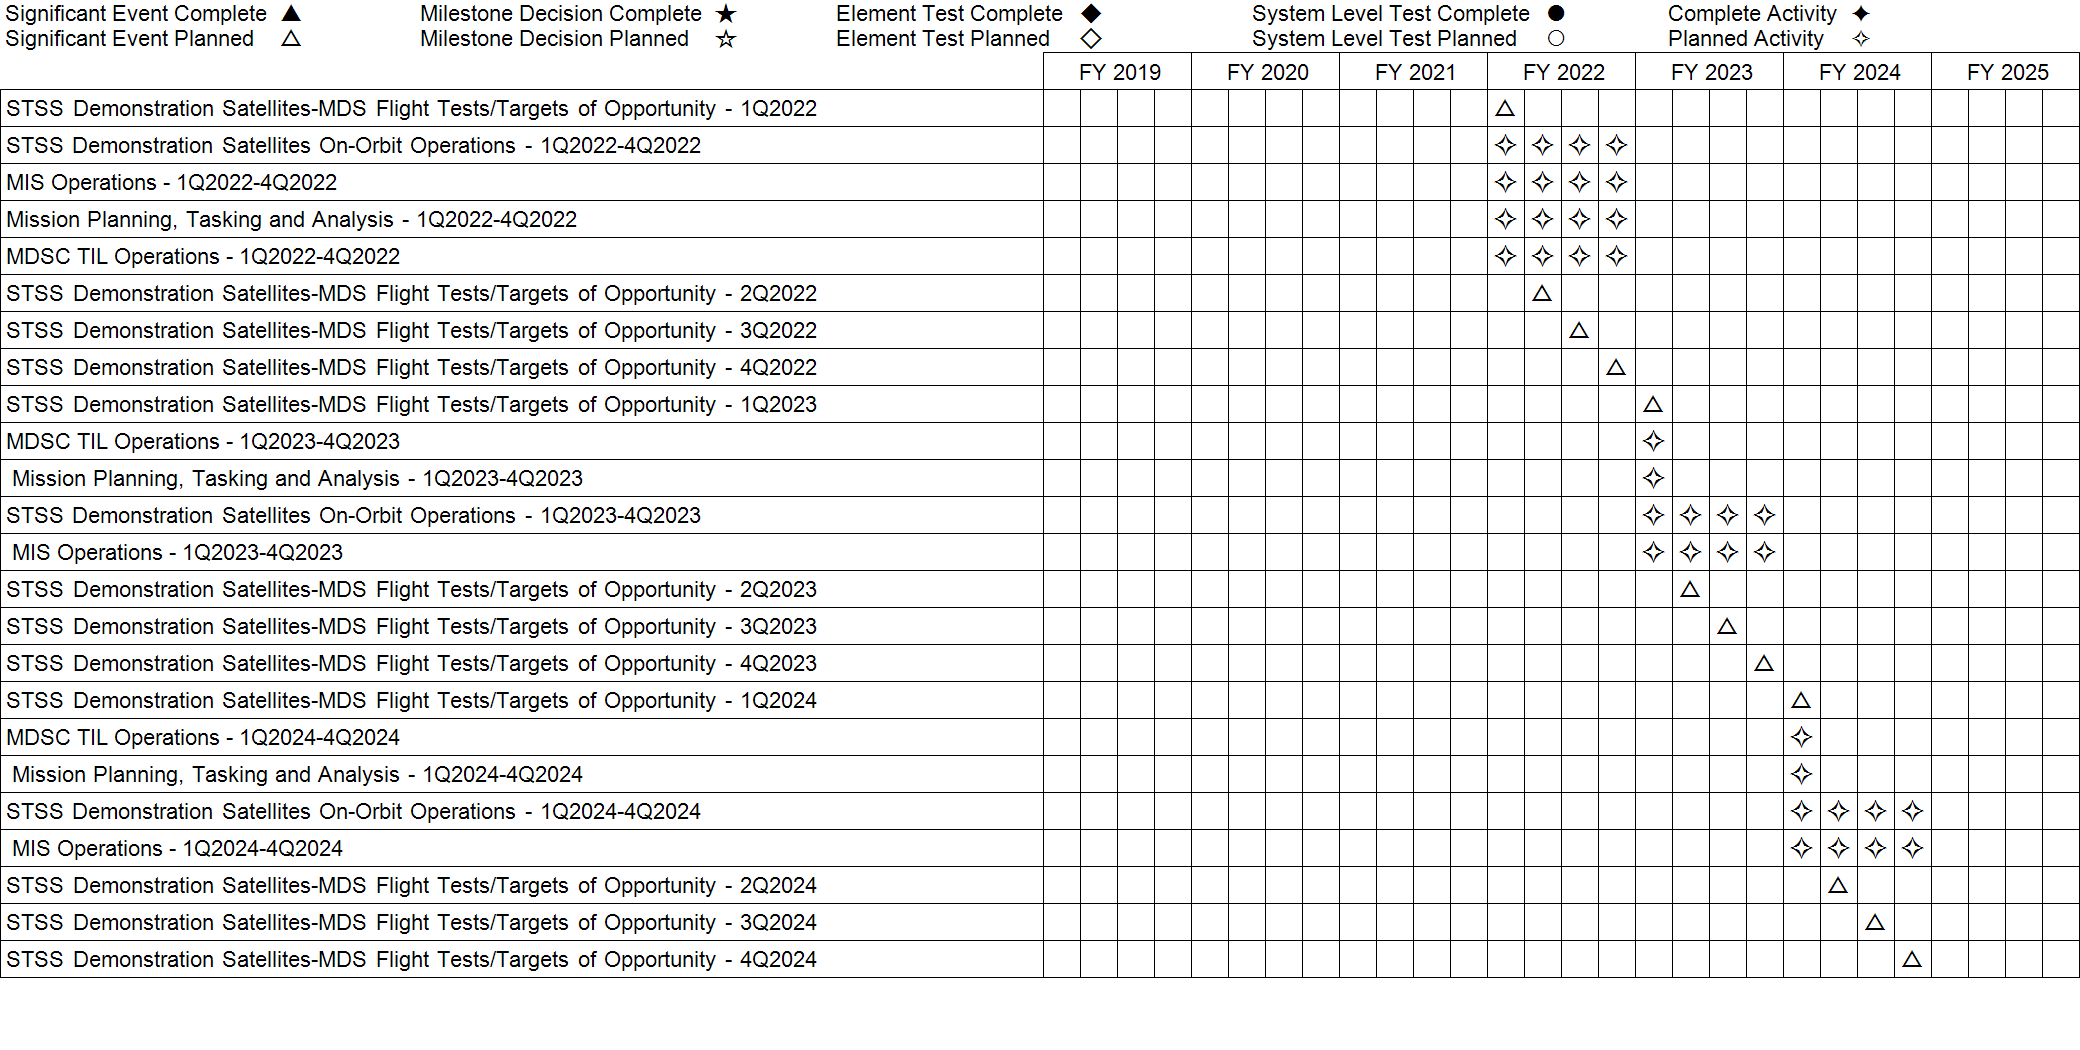 Significant Event Complete ▲ Milestone Decision Complete ★ Element Test Complete ◆ System Level Test Complete ● Complete Activity ✦
Significant Event Planned △ Milestone Decision Planned ☆ Element Test Planned ◇ System Level Test Planned ○ Planned Activity ✧
FY 2019 FY 2020 FY 2021 FY 2022 FY 2023 FY 2024 FY 2025
STSS Demonstration Satellites-MDS Flight Tests/Targets of Opportunity - 1Q2022 △
STSS Demonstration Satellites On-Orbit Operations - 1Q2022-4Q2022 ✧ ✧ ✧ ✧
MIS Operations - 1Q2022-4Q2022 ✧ ✧ ✧ ✧
Mission Planning, Tasking and Analysis - 1Q2022-4Q2022 ✧ ✧ ✧ ✧
MDSC TIL Operations - 1Q2022-4Q2022 ✧ ✧ ✧ ✧
STSS Demonstration Satellites-MDS Flight Tests/Targets of Opportunity - 2Q2022 △
STSS Demonstration Satellites-MDS Flight Tests/Targets of Opportunity - 3Q2022 △
STSS Demonstration Satellites-MDS Flight Tests/Targets of Opportunity - 4Q2022 △
STSS Demonstration Satellites-MDS Flight Tests/Targets of Opportunity - 1Q2023 △
MDSC TIL Operations - 1Q2023-4Q2023 ✧
Mission Planning, Tasking and Analysis - 1Q2023-4Q2023 ✧
STSS Demonstration Satellites On-Orbit Operations - 1Q2023-4Q2023 ✧ ✧ ✧ ✧
MIS Operations - 1Q2023-4Q2023 ✧ ✧ ✧ ✧
STSS Demonstration Satellites-MDS Flight Tests/Targets of Opportunity - 2Q2023 △
STSS Demonstration Satellites-MDS Flight Tests/Targets of Opportunity - 3Q2023 △
STSS Demonstration Satellites-MDS Flight Tests/Targets of Opportunity - 4Q2023 △
STSS Demonstration Satellites-MDS Flight Tests/Targets of Opportunity - 1Q2024 △
MDSC TIL Operations - 1Q2024-4Q2024 ✧
Mission Planning, Tasking and Analysis - 1Q2024-4Q2024 ✧
STSS Demonstration Satellites On-Orbit Operations - 1Q2024-4Q2024 ✧ ✧ ✧ ✧
MIS Operations - 1Q2024-4Q2024 ✧ ✧ ✧ ✧
STSS Demonstration Satellites-MDS Flight Tests/Targets of Opportunity - 2Q2024 △
STSS Demonstration Satellites-MDS Flight Tests/Targets of Opportunity - 3Q2024 △
STSS Demonstration Satellites-MDS Flight Tests/Targets of Opportunity - 4Q2024 △